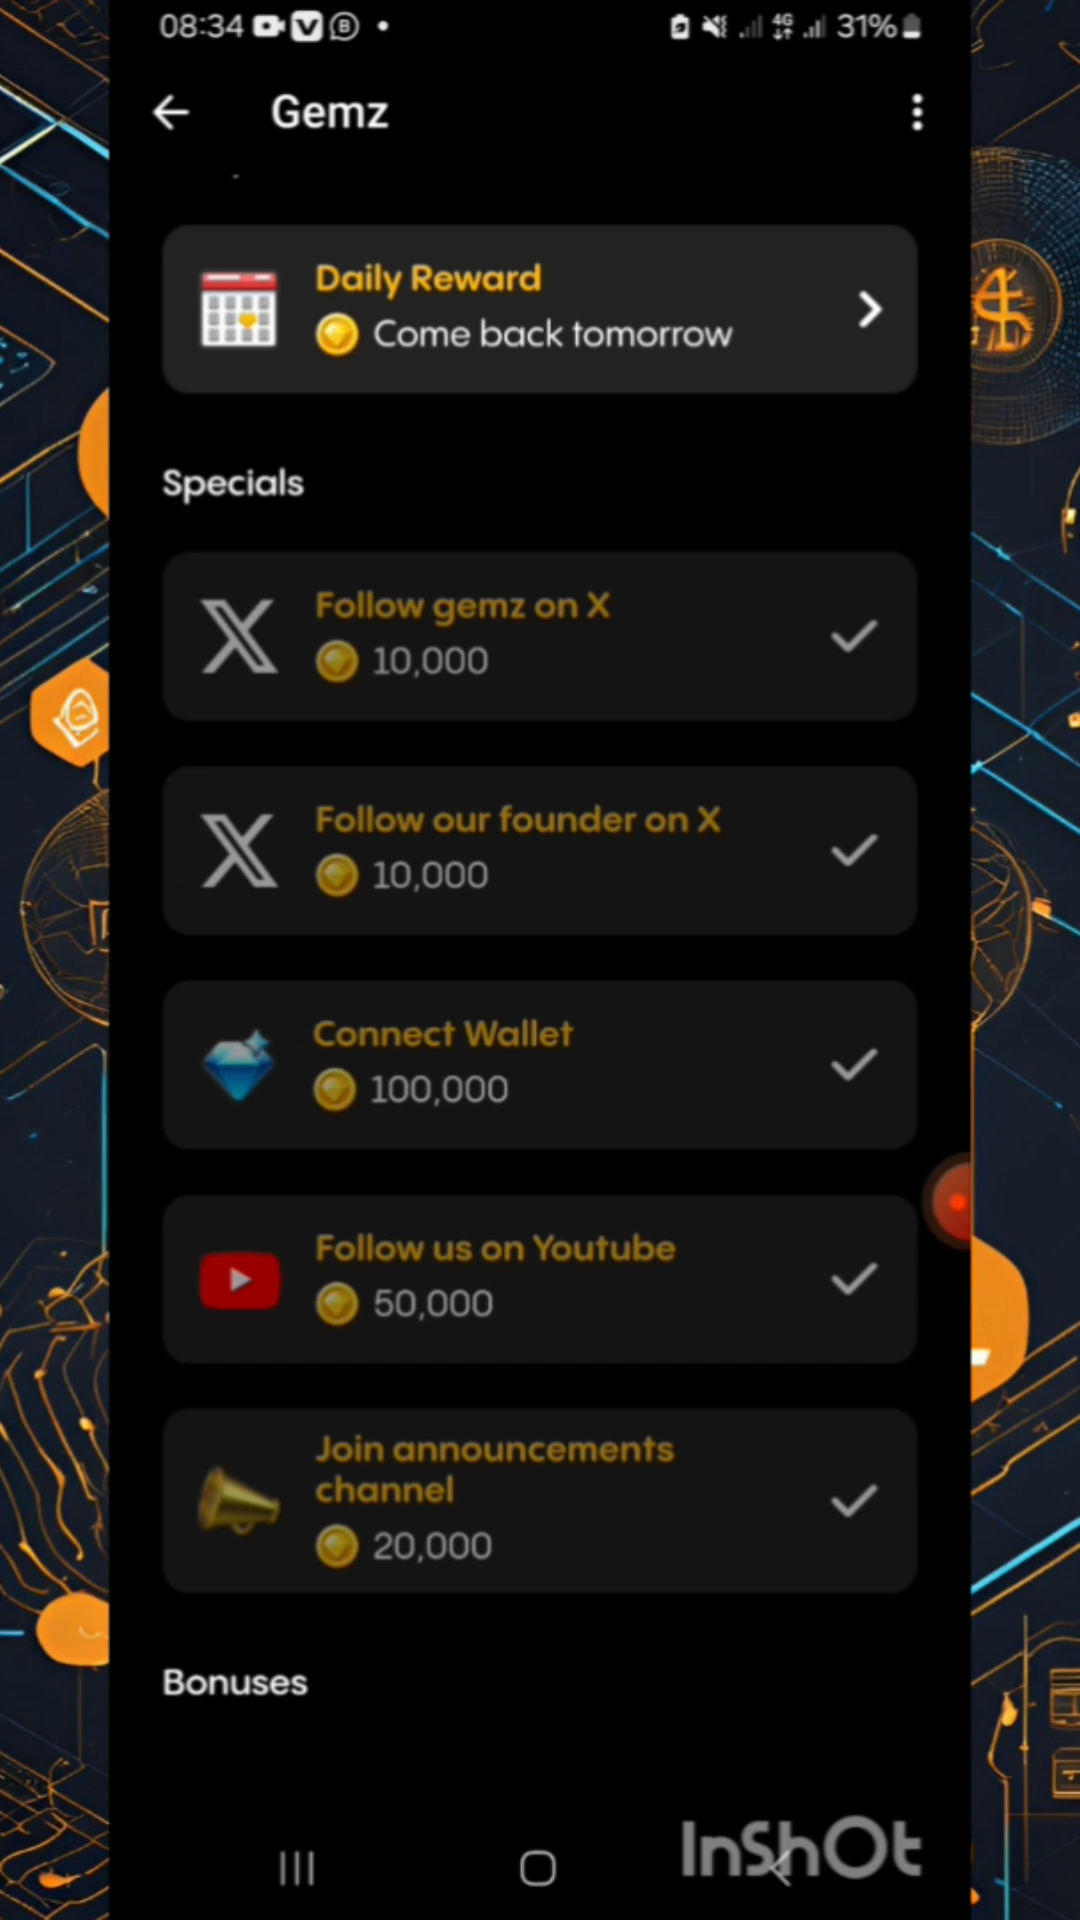 08:34
4G
31%
Gemz
Daily Reward
Come back tomorrow
Specials
Follow gemz on X
10,000
Follow our founder on X
10,000
Connect Wallet
100,000
Follow us on Youtube
50,000
Join announcements
channel
20,000
Bonuses
InShOt